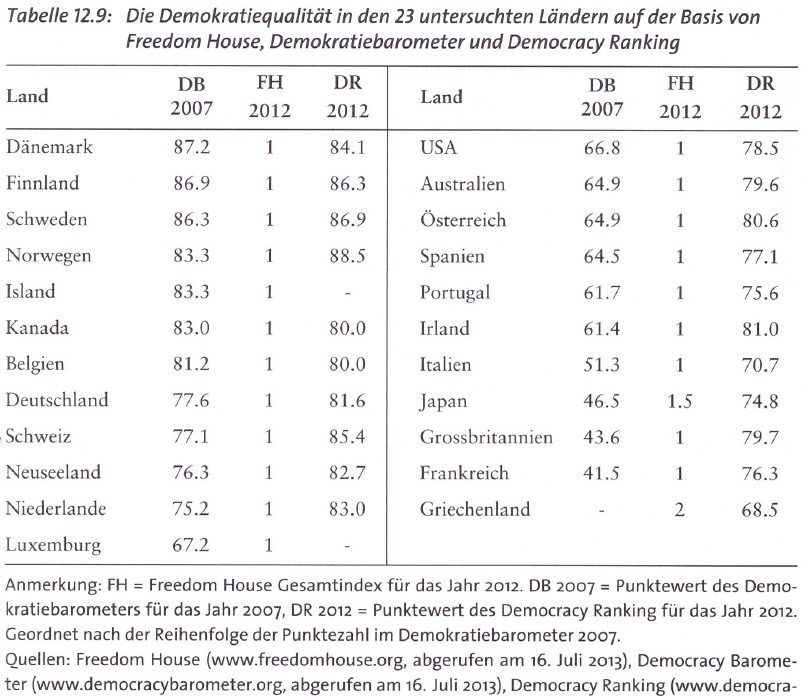 Tabelle 12.9: Die Demokratiequalität in den 23 untersuchten Ländern auf der Basis von
Freedom House, Demokratiebarometer und Democracy Ranking
Land DB 2007 FH 2012 DR 2012
Dänemark 87.2 1 84.1
Finnland 86.9 1 86.3
Schweden 86.3 1 86.9
Norwegen 83.3 1 88.5
Island 83.3 1 -
Kanada 83.0 1 80.0
Belgien 81.2 1 80.0
Deutschland 77.6 1 81.6
Schweiz 77.1 1 85.4
Neuseeland 76.3 1 82.7
Niederlande 75.2 1 83.0
Luxemburg 67.2 1 -
Land DB 2007 FH 2012 DR 2012
USA 66.8 1 78.5
Australien 64.9 1 79.6
Österreich 64.9 1 80.6
Spanien 64.5 1 77.1
Portugal 61.7 1 75.6
Irland 61.4 1 81.0
Italien 51.3 1 70.7
Japan 46.5 1.5 74.8
Grossbritannien 43.6 1 79.7
Frankreich 41.5 1 76.3
Griechenland - 2 68.5
Anmerkung: FH = Freedom House Gesamtindex für das Jahr 2012. DB 2007 = Punktewert des Demo-
kratiebarometers für das Jahr 2007, DR 2012 = Punktewert des Democracy Ranking für das Jahr 2012.
Geordnet nach der Reihenfolge der Punktezahl im Demokratiebarometer 2007.
Quellen: Freedom House (www.freedomhouse.org, abgerufen am 16. Juli 2013), Democracy Barome-
ter (www.democracybarometer.org, abgerufen am 16. Juli 2013), Democracy Ranking (www.democra-